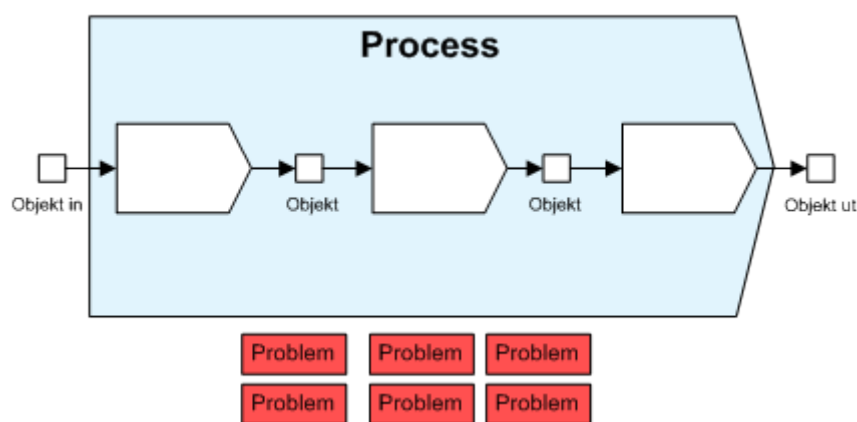 Process
Objekt in
Objekt
Objekt
Objekt ut
Problem
Problem
Problem
Problem
Problem
Problem